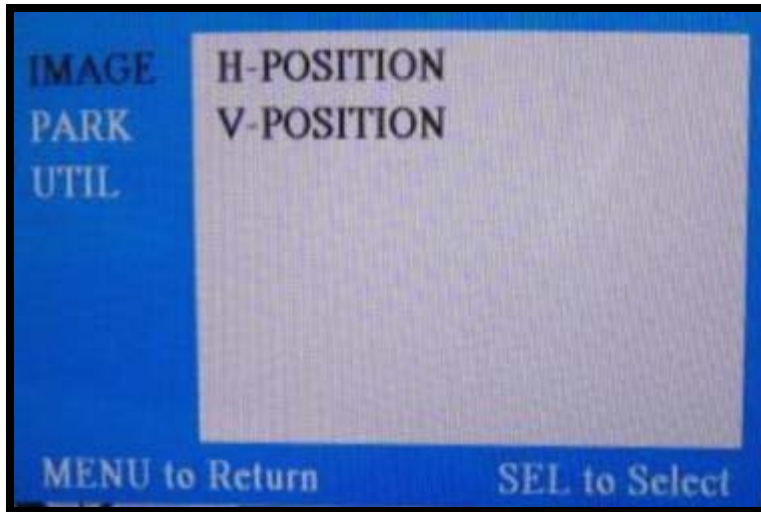 IMAGE
H-POSITION
PARK
V-POSITION
UTIL
MENU to Return
SEL to Select